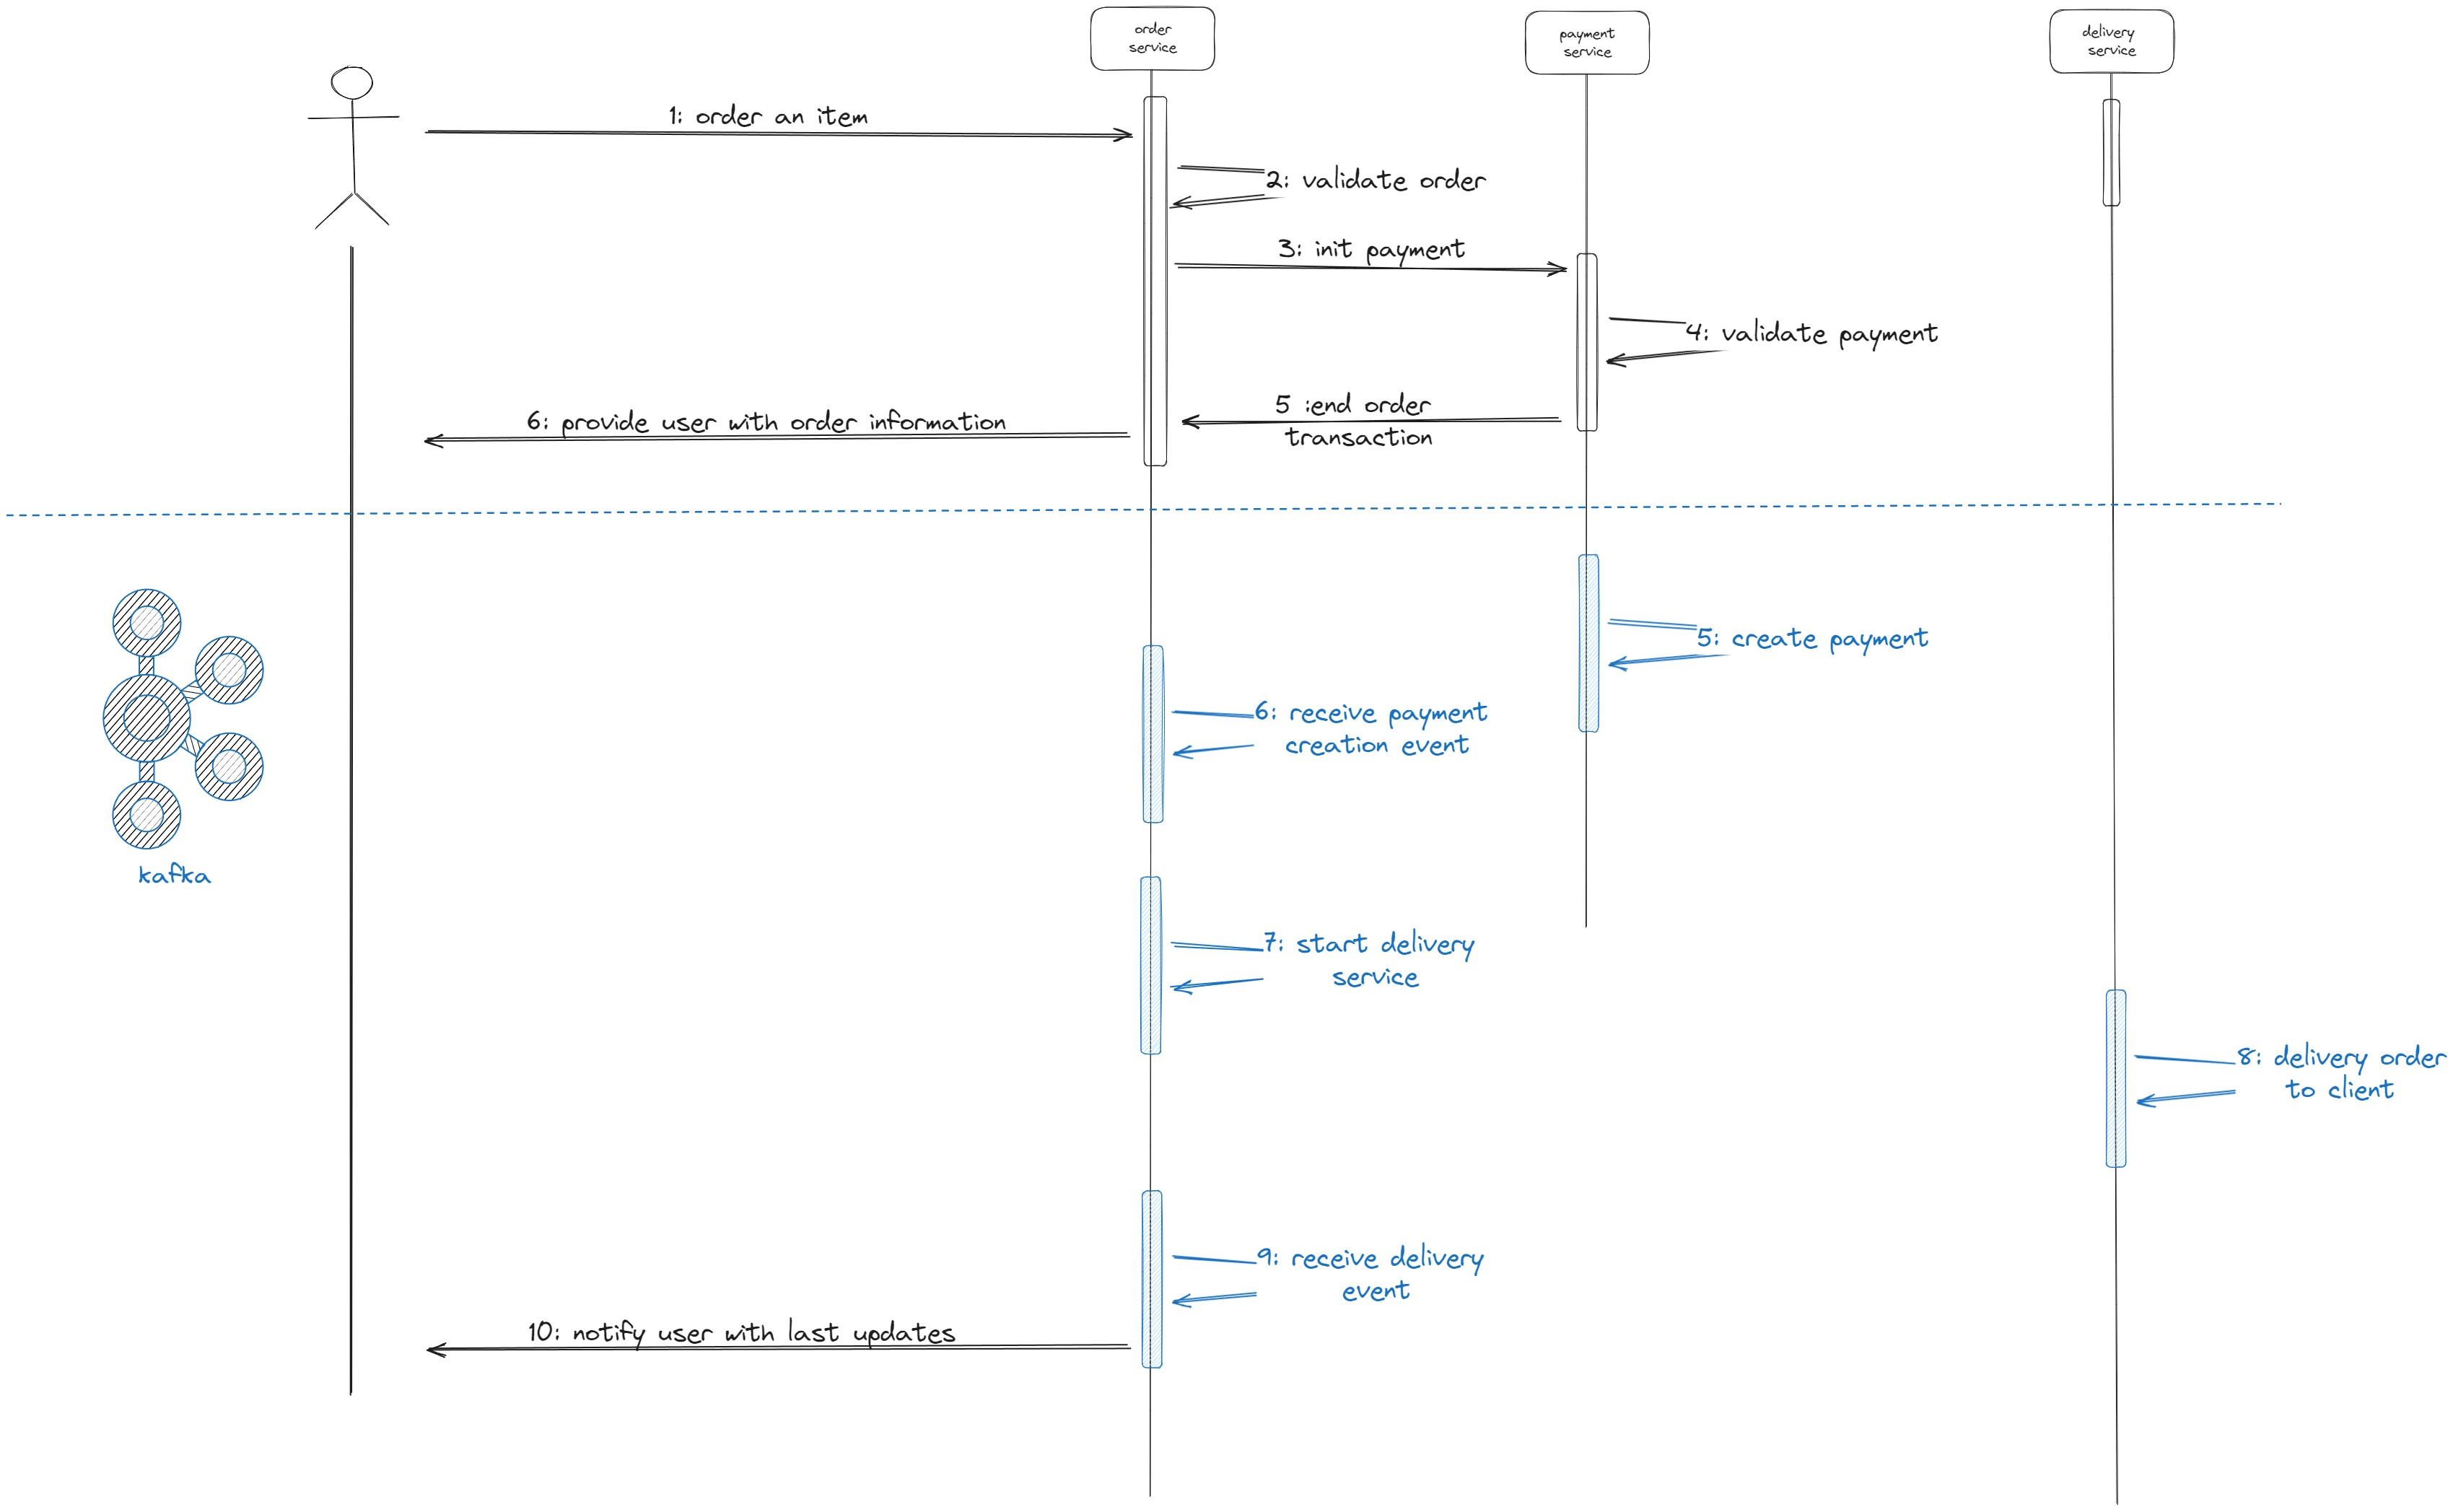 order
service
payment
service
delivery
service
1: order an item
2: validate order
3: init payment
4: validate payment
5 :end order
transaction
6: provide user with order information
5: create payment
6: receive payment
creation event
kafka
7: start delivery
service
8: delivery order
to client
9: receive delivery
event
10: notify user with last updates